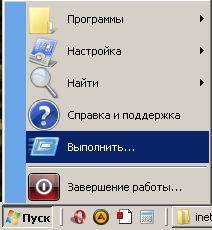 Программы
Настройка
Найти
Справка и поддержка
Выполнить...
Завершение работы...
Пуск
inet